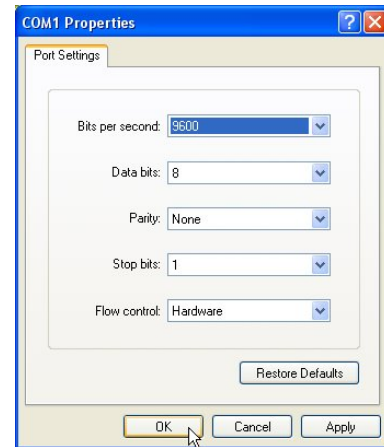 COM1 Properties
Port Settings
Bits per second: 9600
Data bits: 8
Parity: None
Stop bits: 1
Flow control: Hardware
Restore Defaults
OK Cancel Apply